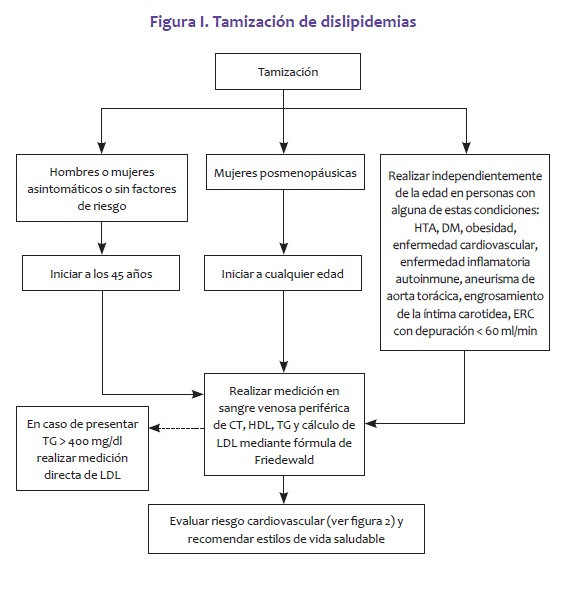 Figura I. Tamización de dislipidemias
Tamización
Hombres o mujeres
asintomáticos o sin factores
de riesgo
Mujeres posmenopáusicas
Realizar independientemente
de la edad en personas con
alguna de estas condiciones:
HTA, DM, obesidad,
enfermedad cardiovascular,
enfermedad inflamatoria
autoinmune, aneurisma de
aorta torácica, engrosamiento
de la íntima carotidea, ERC
con depuración < 60 ml/min
Iniciar a los 45 años
Iniciar a cualquier edad
Realizar medición en
sangre venosa periférica
de CT, HDL, TG y cálculo de
LDL mediante fórmula de
Friedewald
En caso de presentar
TG > 400 mg/dl
realizar medición
directa de LDL
Evaluar riesgo cardiovascular (ver figura 2) y
recomendar estilos de vida saludable